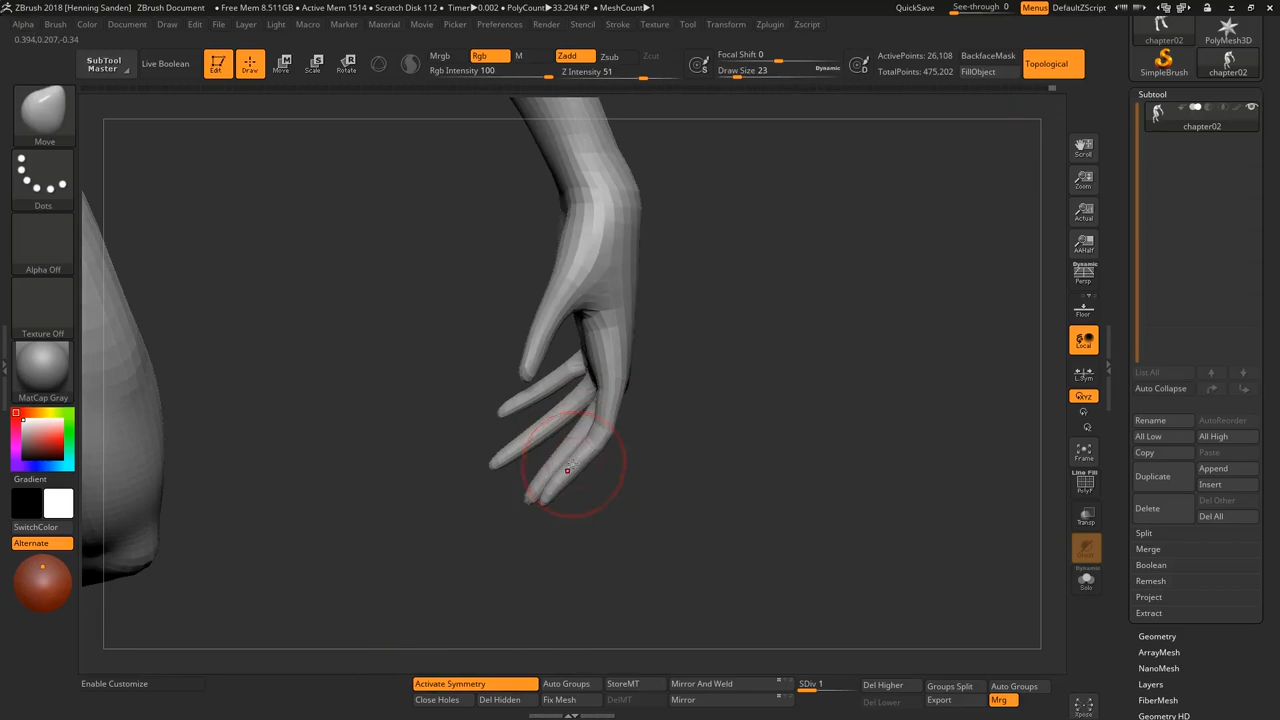 ZBrush 2018 [Henning Sanden] ZBrush Document • Free Mem 8.511GB • Active Mem 1514 • Scratch Disk 112 • Timer▶0.002 • PolyCount▶33.294 KP • MeshCount▶1 QuickSave See-through 0 Menus DefaultZScript
Alpha Brush Color Document Draw Edit File Layer Light Macro Marker Material Movie Picker Preferences Render Stencil Stroke Texture Tool Transform Zplugin Zscript
0.394,0.207,-0.34
SubTool Master
Live Boolean
Edit
Draw
Move
Scale
Rotate
Mrgb Rgb M
Rgb Intensity 100
Zadd Zsub Zcut
Z Intensity 51
S
Focal Shift 0
Draw Size 23 Dynamic
D
ActivePoints: 26,108
TotalPoints: 475,202
BackfaceMask
FillObject
Topological
chapter02
PolyMesh3D
SimpleBrush
chapter02
Subtool
chapter02
Move
Dots
Alpha Off
Texture Off
MatCap Gray
Gradient
SwitchColor
Alternate
Scroll
Zoom
Actual
AAHalf
Dynamic
Persp
Floor
Local
L.Sym
XYZ
Frame
Line Fill
PolyF
Transp
Ghost
Dynamic
Solo
Xpose
List All
Auto Collapse
Rename AutoReorder
All Low All High
Copy Paste
Duplicate Append
Insert
Delete Del Other
Del All
Split
Merge
Boolean
Remesh
Project
Extract
Geometry
ArrayMesh
NanoMesh
Layers
FiberMesh
Geometry HD
Enable Customize
Activate Symmetry Auto Groups StoreMT Mirror And Weld SDiv 1 Del Higher Groups Split Auto Groups
Close Holes Del Hidden Fix Mesh DelMT Mirror Del Lower Export Mrg